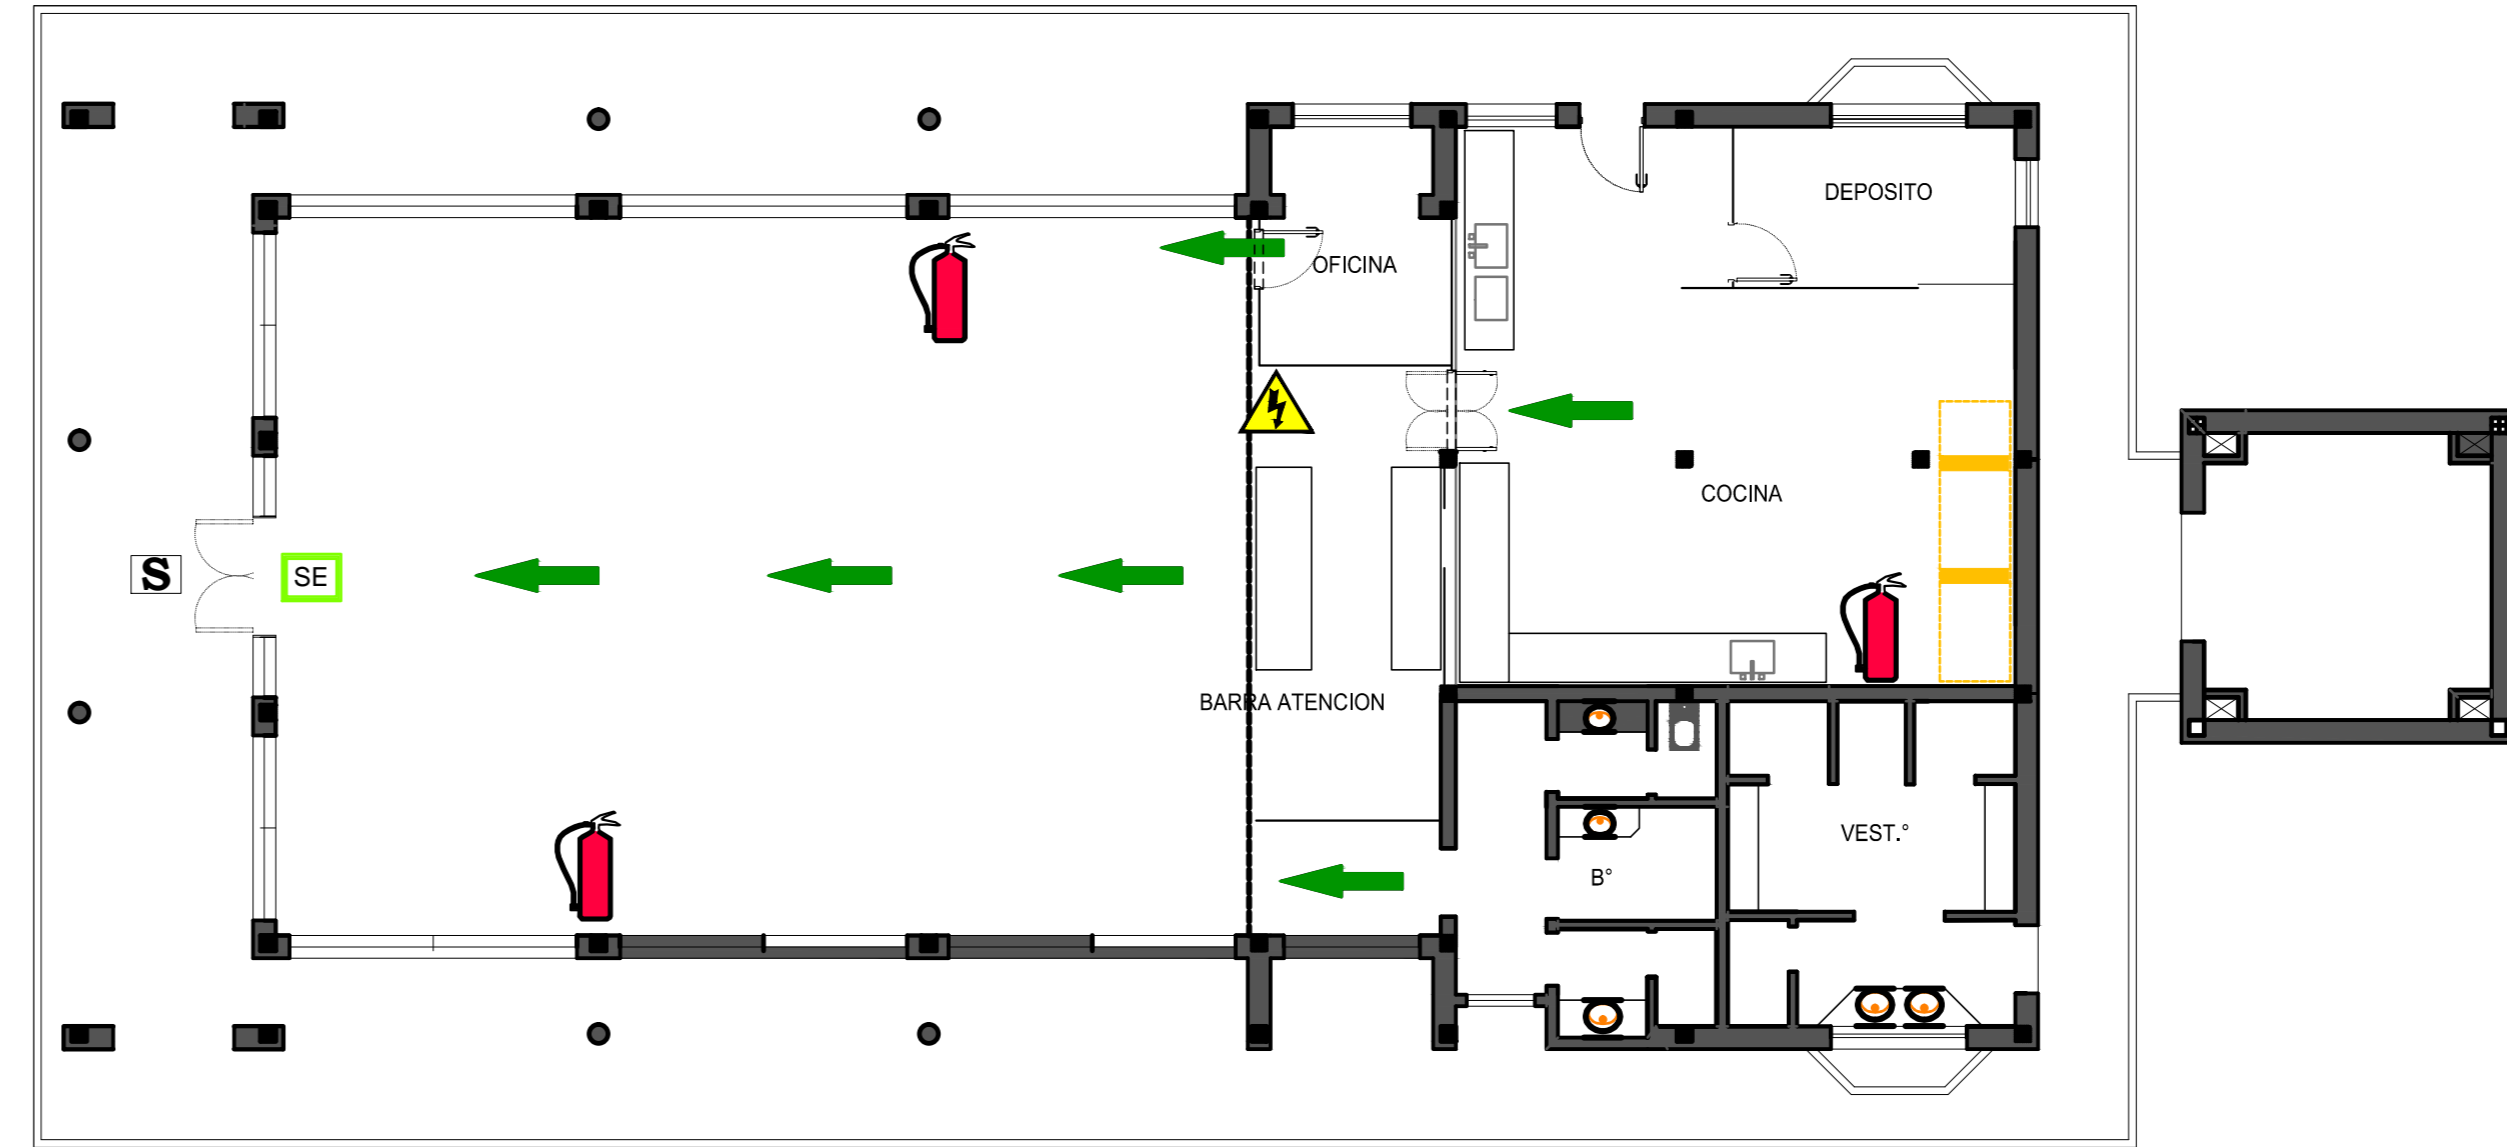 DEPOSITO
OFICINA
COCINA
S
SE
BARRA ATENCION
VEST.°
B°